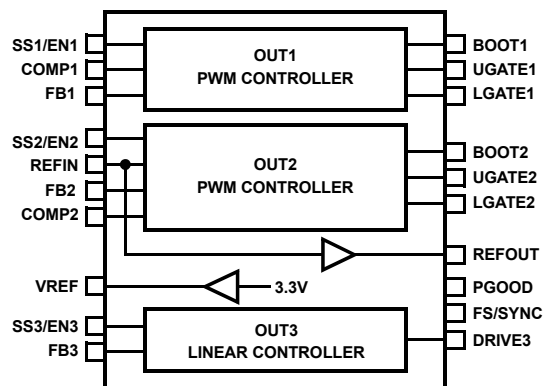 SS1/EN1
COMP1
FB1
OUT1
PWM CONTROLLER
BOOT1
UGATE1
LGATE1
SS2/EN2
REFIN
FB2
COMP2
OUT2
PWM CONTROLLER
BOOT2
UGATE2
LGATE2
REFOUT
VREF
3.3V
PGOOD
FS/SYNC
SS3/EN3
FB3
OUT3
LINEAR CONTROLLER
DRIVE3